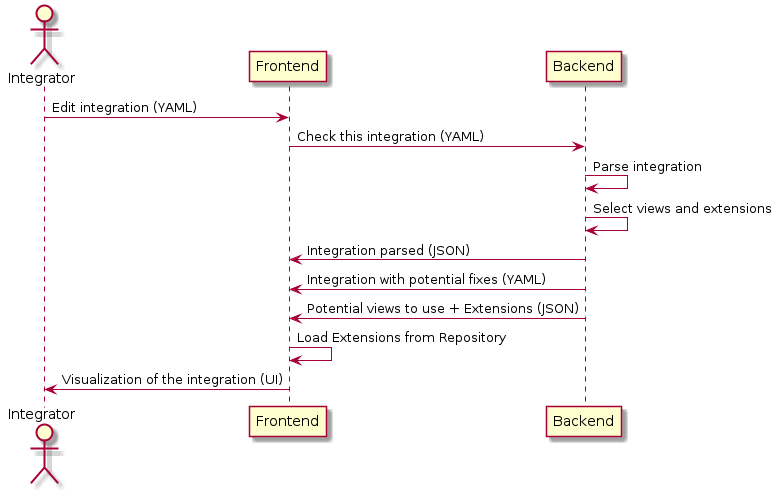 Integrator
Frontend
Backend
Edit integration (YAML)
Check this integration (YAML)
Parse integration
Select views and extensions
Integration parsed (JSON)
Integration with potential fixes (YAML)
Potential views to use + Extensions (JSON)
Load Extensions from Repository
Visualization of the integration (UI)
Integrator
Frontend
Backend